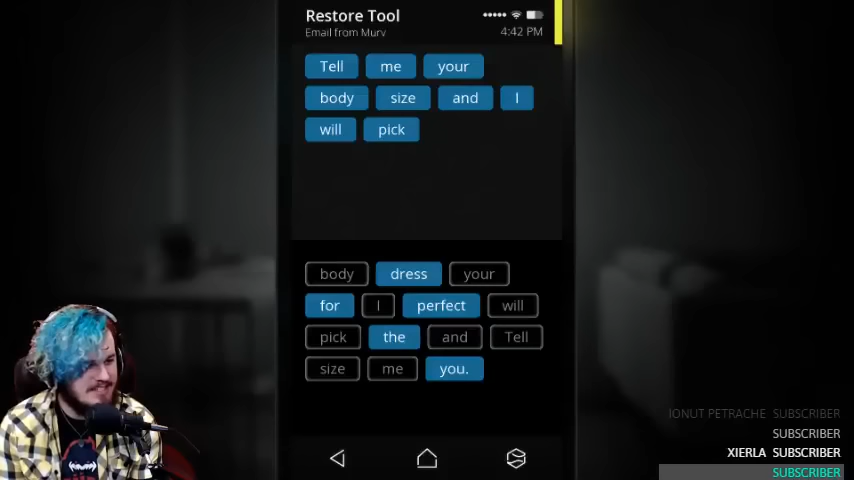 Restore Tool
Email from Murv
4:42 PM
Tell me your
body size and I
will pick
body dress your
for I perfect will
pick the and Tell
size me you.
IONUT PETRACHE SUBSCRIBER
SUBSCRIBER
XIERLA SUBSCRIBER
SUBSCRIBER